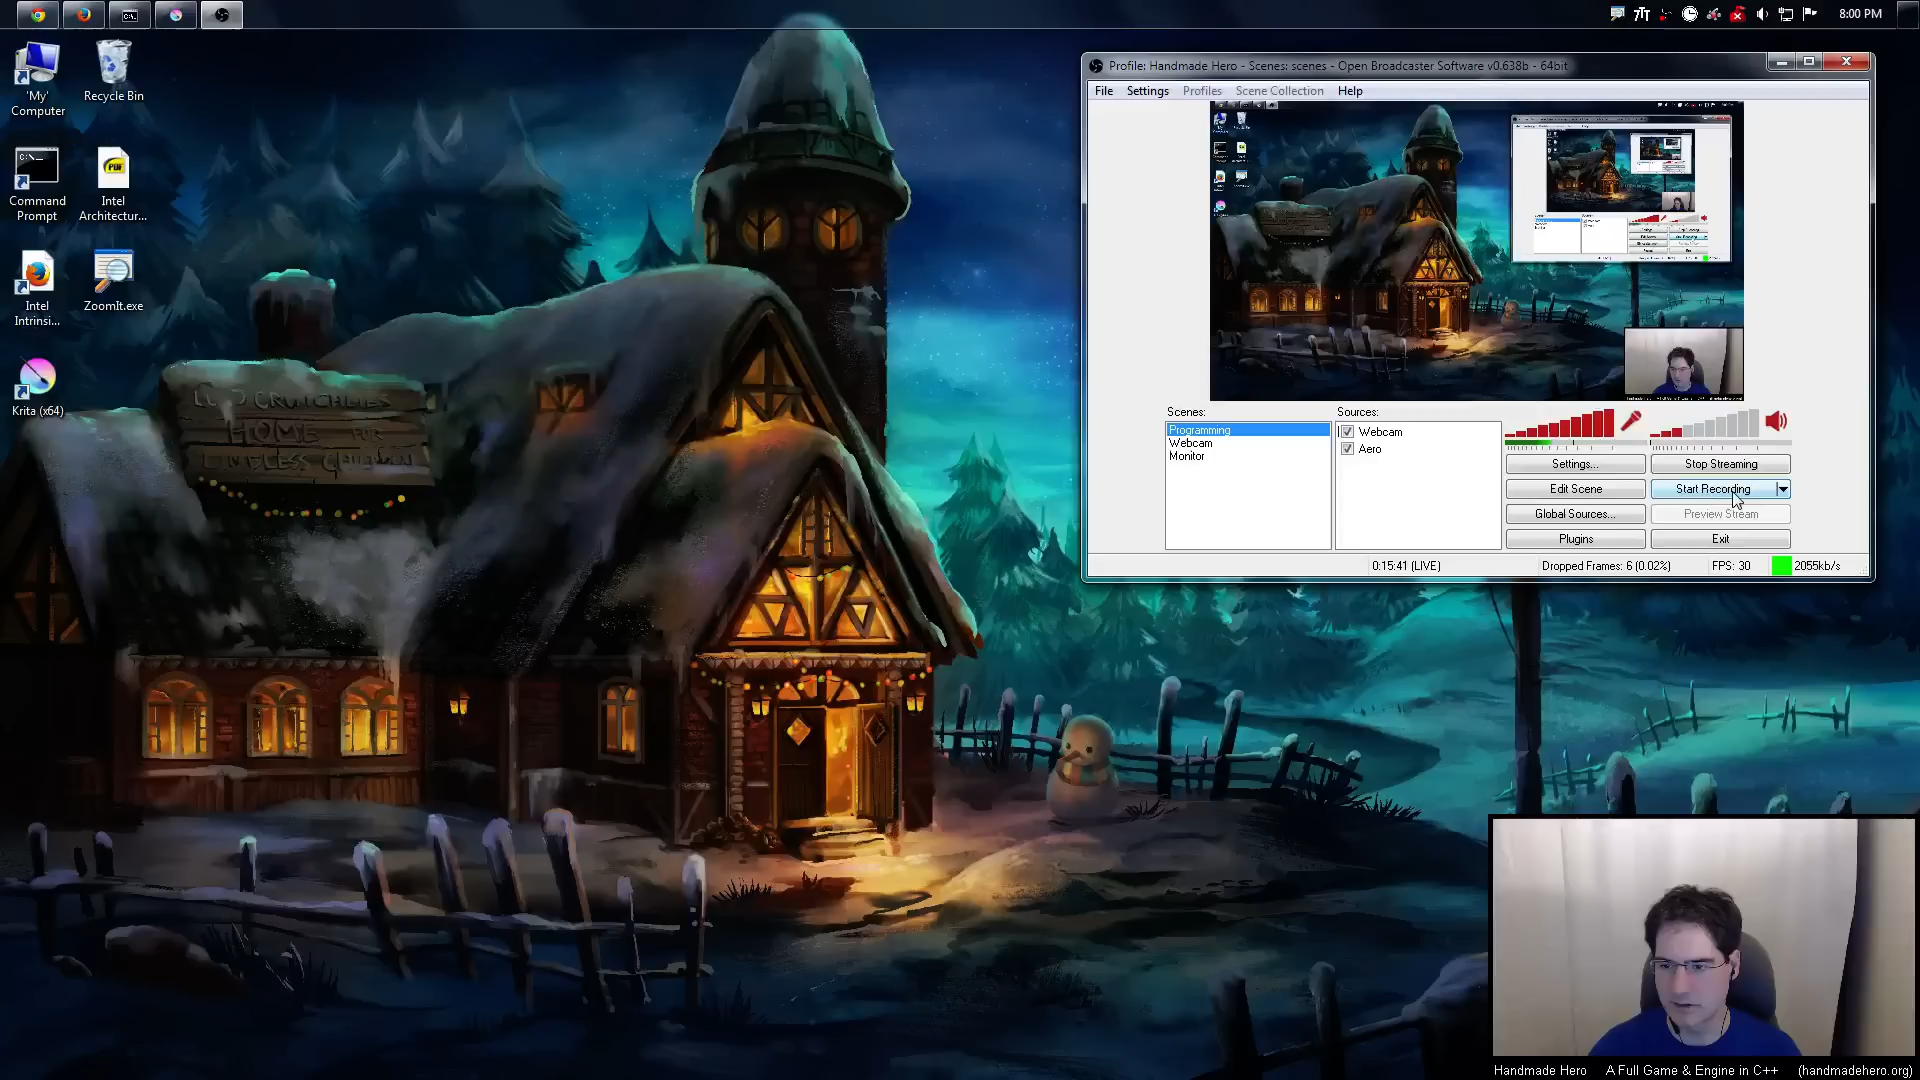 8:00 PM
'My' Computer
Recycle Bin
Command Prompt
Intel Architectur...
Intel Intrinsi...
ZoomIt.exe
Krita (x64)
HOME FOR
Profile: Handmade Hero - Scenes: scenes - Open Broadcaster Software v0.638b - 64bit
File Settings Profiles Scene Collection Help
Scenes:
Programming
Webcam
Monitor
Sources:
Webcam
Aero
Settings... Stop Streaming
Edit Scene Start Recording
Global Sources... Preview Stream
Plugins Exit
0:15:41 (LIVE) Dropped Frames: 6 (0.02%) FPS: 30 2055kb/s
Handmade Hero A Full Game & Engine in C++ (handmadehero.org)